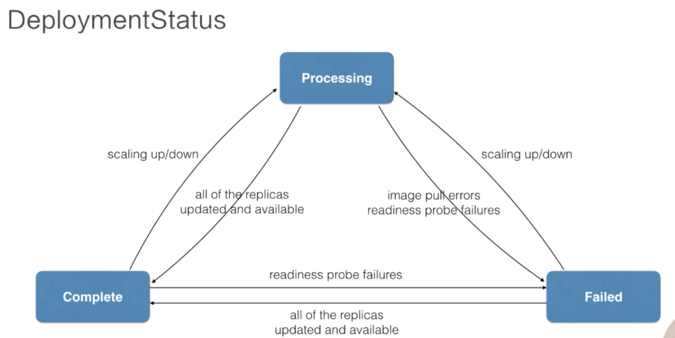 DeploymentStatus
Processing
scaling up/down
scaling up/down
all of the replicas
updated and available
image pull errors
readiness probe failures
readiness probe failures
Complete
Failed
all of the replicas
updated and available